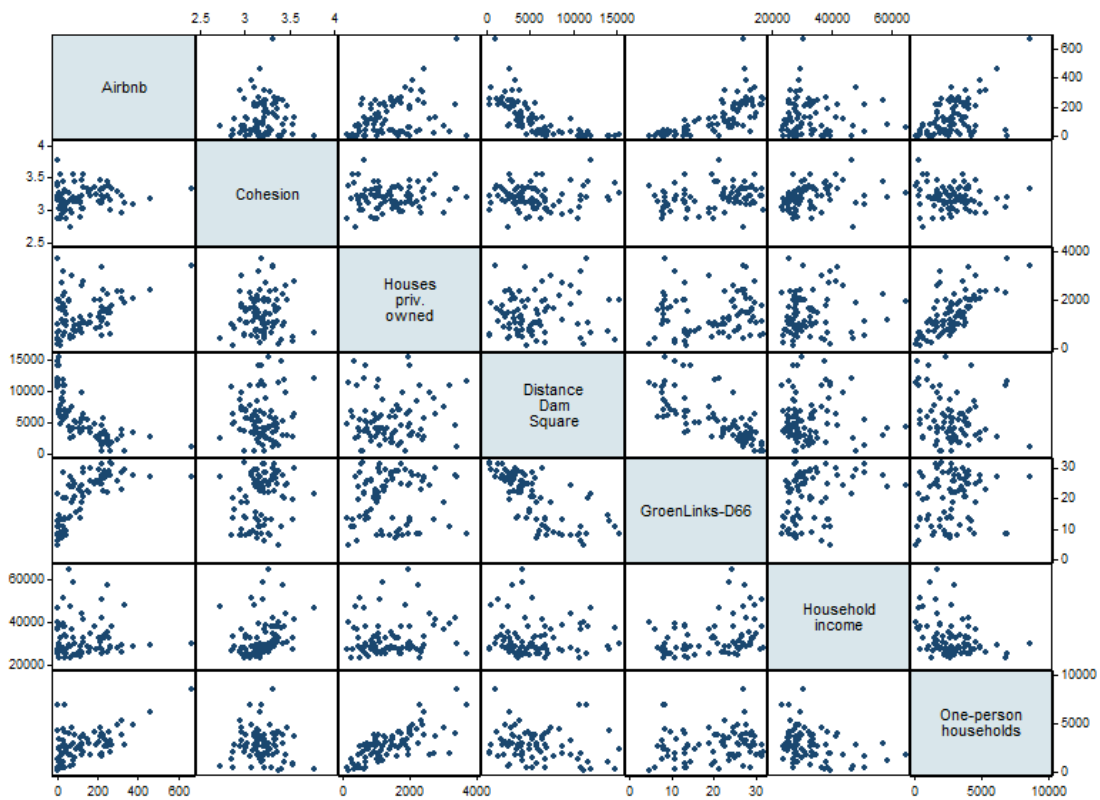 2.5 3 3.5 4
0 5000 10000 15000
20000 40000 60000
Airbnb
600
400
200
0
4
3.5
3
2.5
Cohesion
Houses
priv.
owned
4000
2000
0
15000
10000
5000
0
Distance
Dam
Square
GroenLinks-D66
30
20
10
0
60000
40000
20000
Household
income
One-person
households
10000
5000
0
0 200 400 600
0 2000 4000
0 10 20 30
0 5000 10000